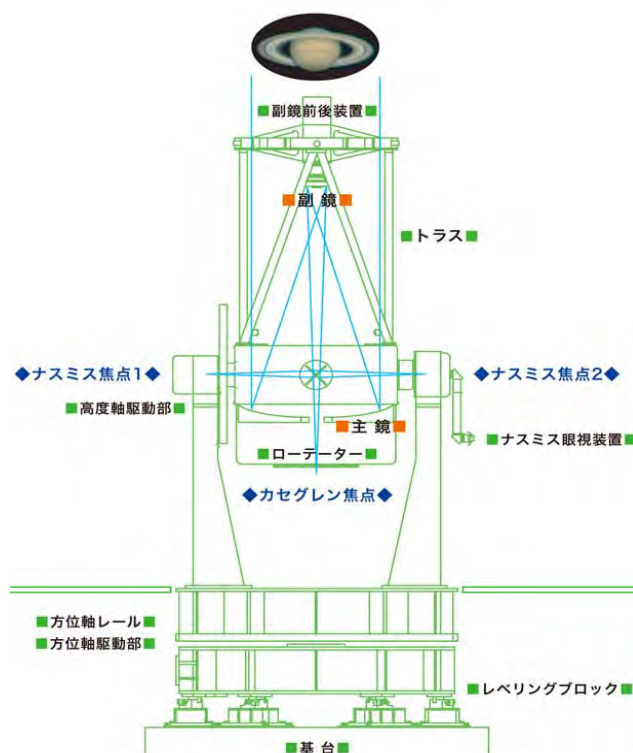 ■副鏡前後装置■
■副 鏡■
■トラス■
◆ナスミス焦点1◆
◆ナスミス焦点2◆
■高度軸駆動部■
■主 鏡■
■ナスミス眼視装置■
■ローテーター■
◆カセグレン焦点◆
■方位軸レール■
■方位軸駆動部■
■レベリングブロック■
■基 台■